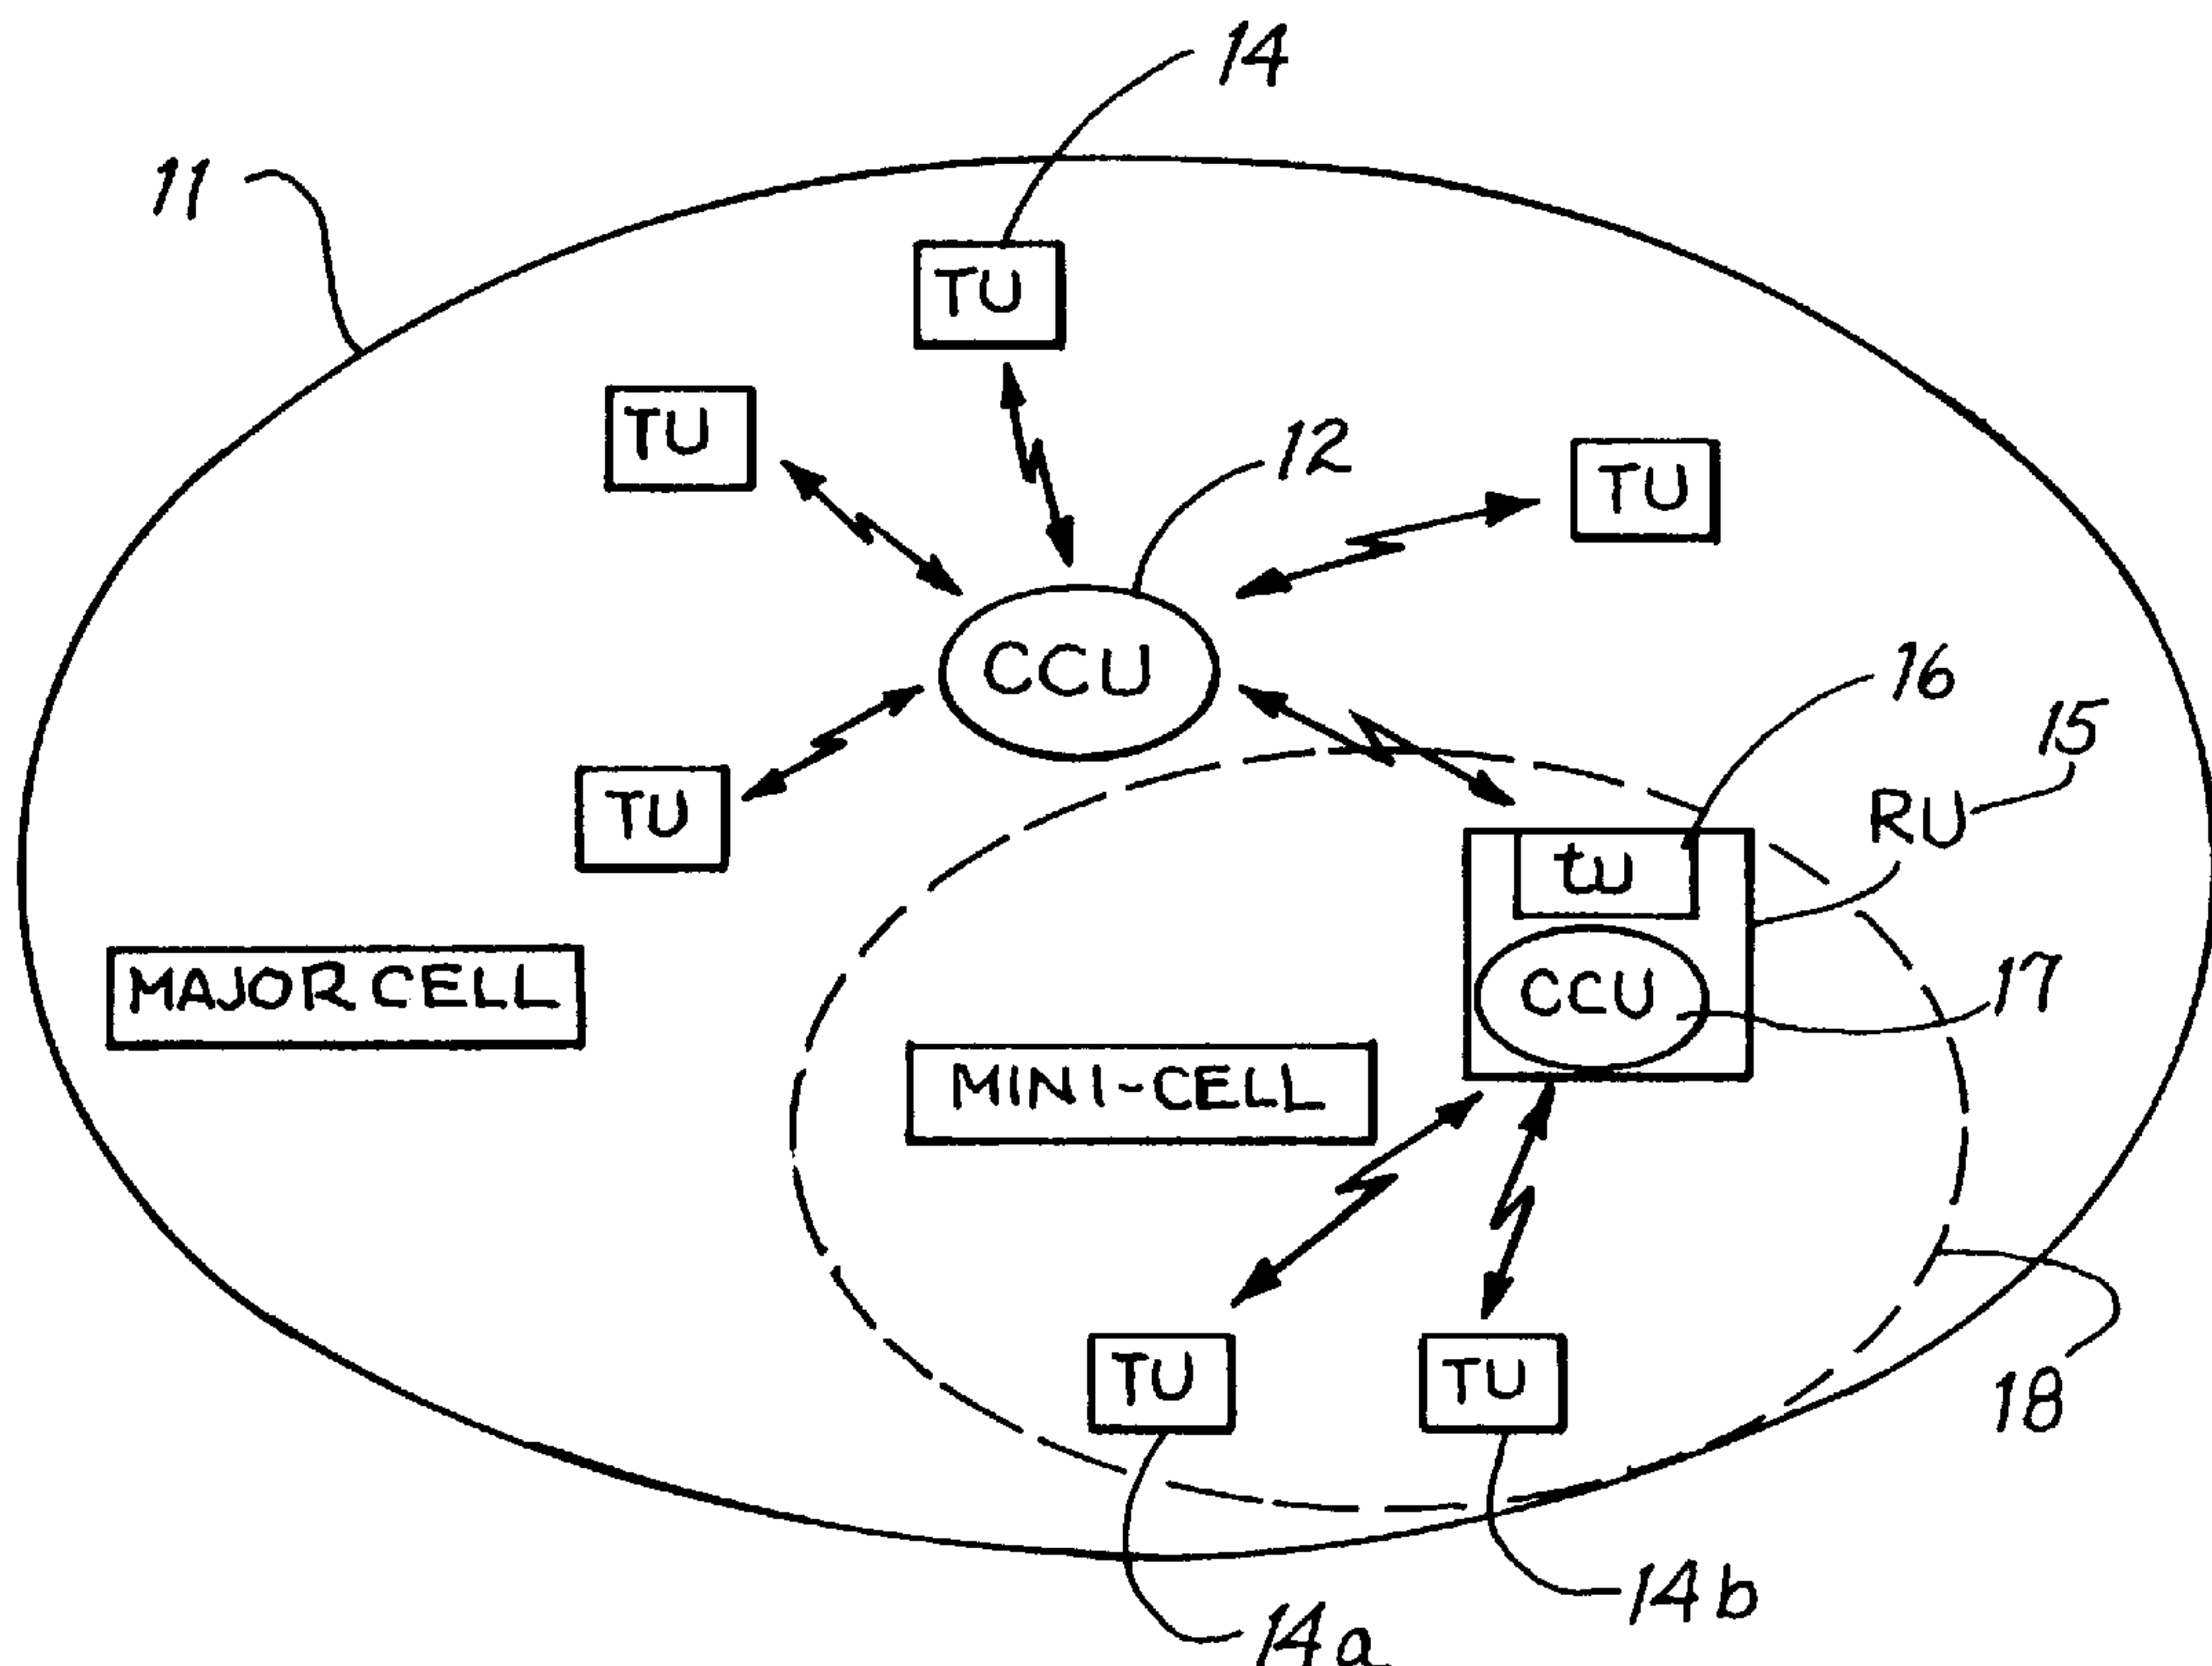 14
11
TU
TU
12
TU
CCU
16
15
RU
TU
tu
CCU
17
MAJOR CELL
MINI-CELL
TU
TU
18
14b
14a